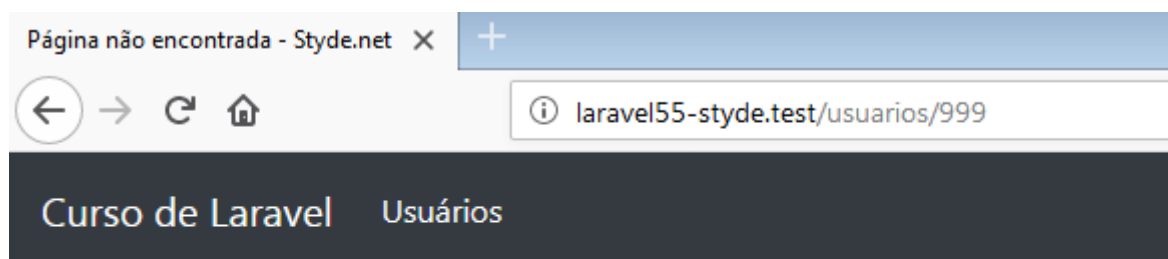 Página não encontrada - Styde.net
laravel55-styde.test/usuarios/999
Curso de Laravel Usuários